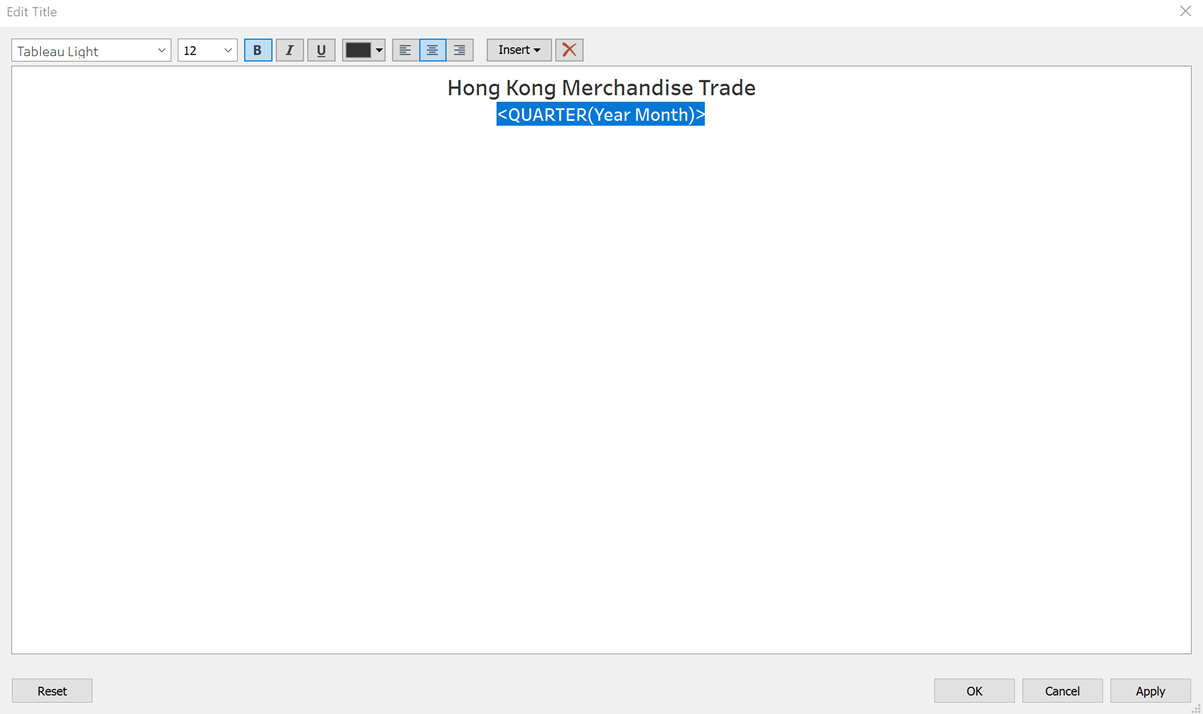 Edit Title
Tableau Light 12 B I U Insert
Hong Kong Merchandise Trade
<QUARTER(Year Month)>
Reset OK Cancel Apply